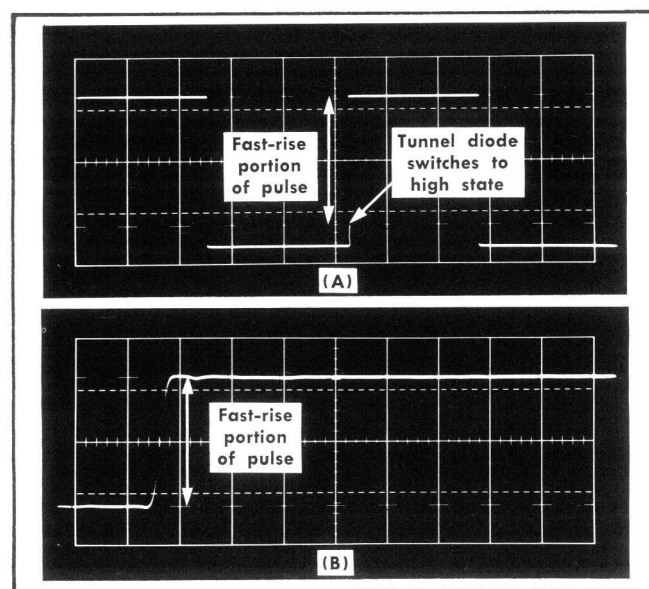 Fast-rise
portion
of pulse
Tunnel diode
switches to
high state
(A)
Fast-rise
portion
of pulse
(B)